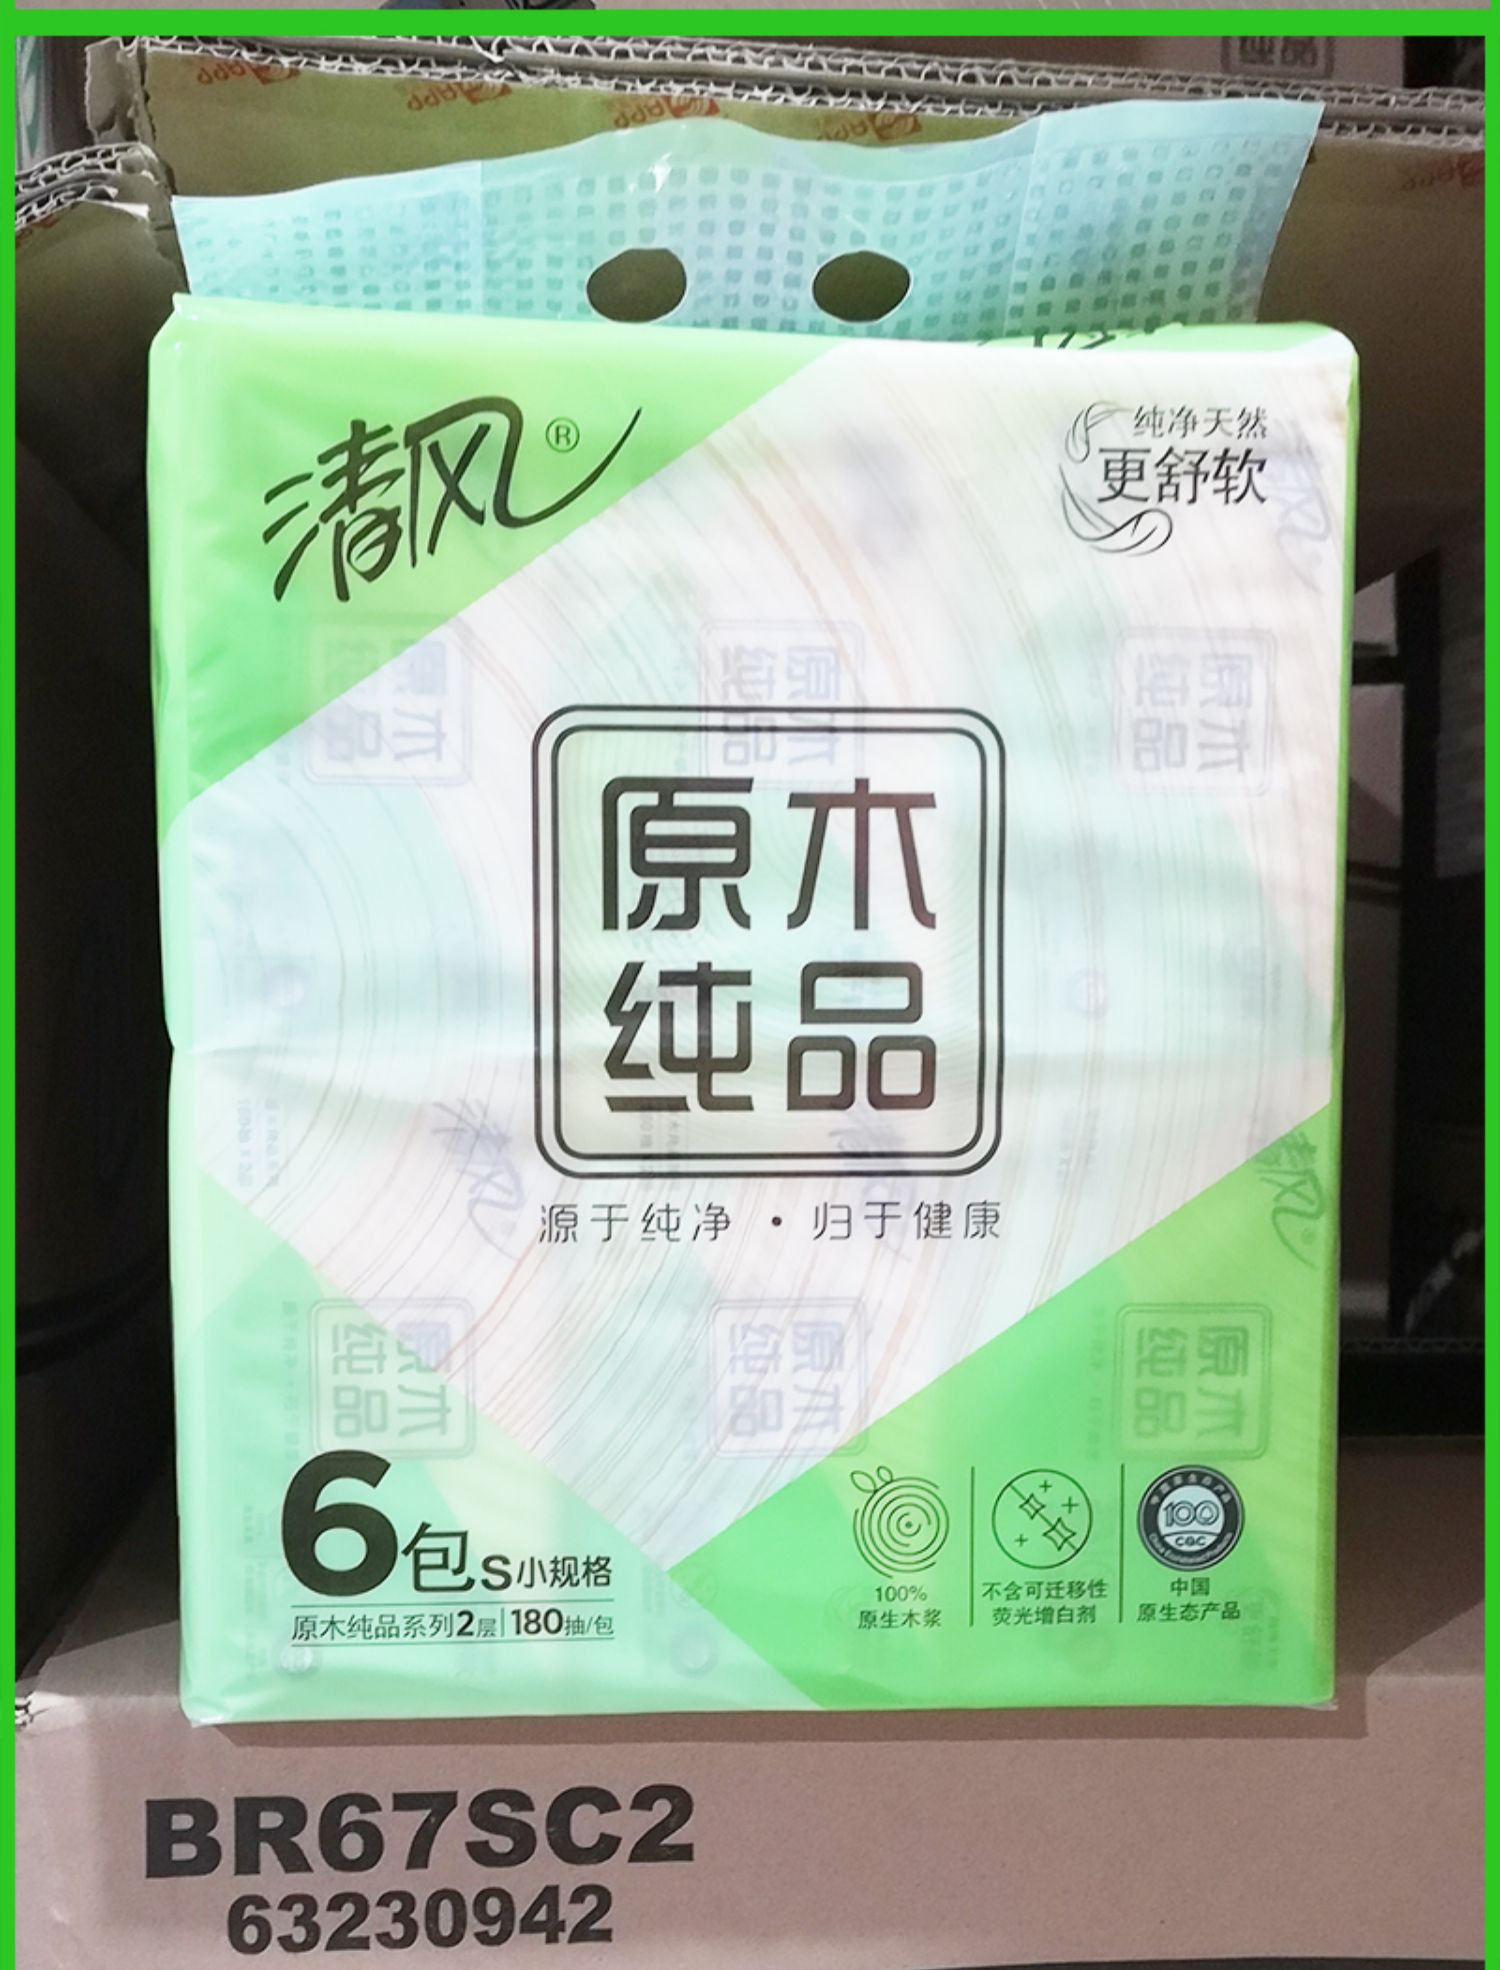 清风®
纯净天然
更舒软
原木
纯品
源于纯净 · 归于健康
6包S小规格
原木纯品系列2层 180抽/包
100%
原生木浆
不含可迁移性
荧光增白剂
100
CGC
中国
原生态产品
BR67SC2
63230942